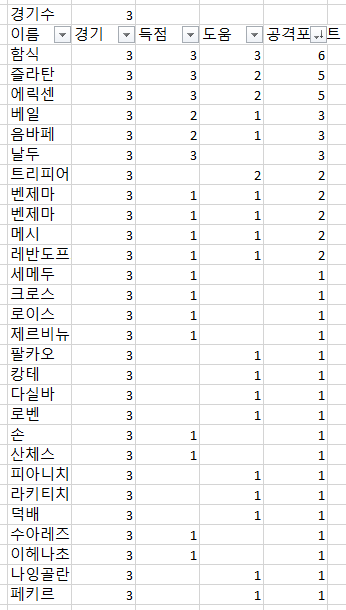 경기수 3
이름 경기 득점 도움 공격포 트
함식 3 3 3 6
즐라탄 3 3 2 5
에릭센 3 3 2 5
베일 3 2 1 3
음바페 3 2 1 3
날두 3 3 3
트리피어 3 2 2
벤제마 3 1 1 2
벤제마 3 1 1 2
메시 3 1 1 2
레반도프 3 1 1 2
세메두 3 1 1
크로스 3 1 1
로이스 3 1 1
제르비뉴 3 1 1
팔카오 3 1 1
캉테 3 1 1
다실바 3 1 1
로벤 3 1 1
손 3 1 1
산체스 3 1 1
피아니치 3 1 1
라키티치 3 1 1
덕배 3 1 1
수아레즈 3 1 1
이헤나초 3 1 1
나잉골란 3 1 1
페키르 3 1 1